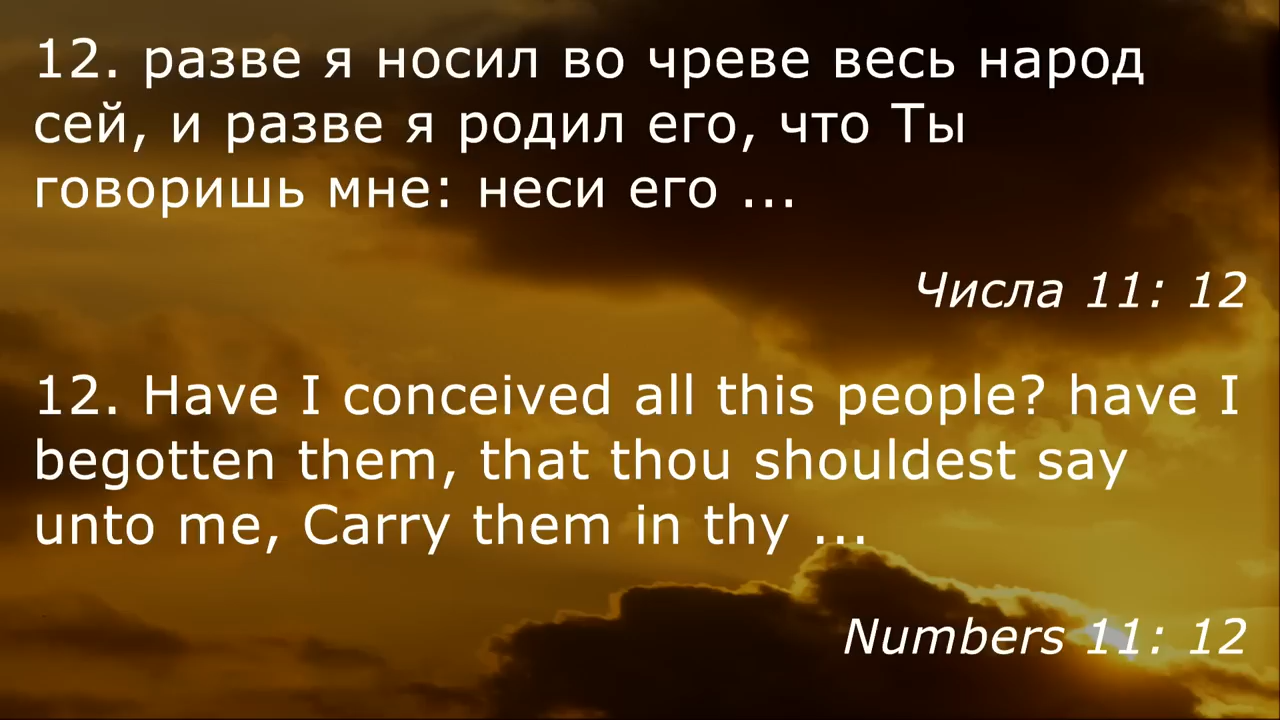 12. разве я носил во чреве весь народ
сей, и разве я родил его, что Ты
говоришь мне: неси его ...
Числа 11: 12
12. Have I conceived all this people? have I
begotten them, that thou shouldest say
unto me, Carry them in thy ...
Numbers 11: 12